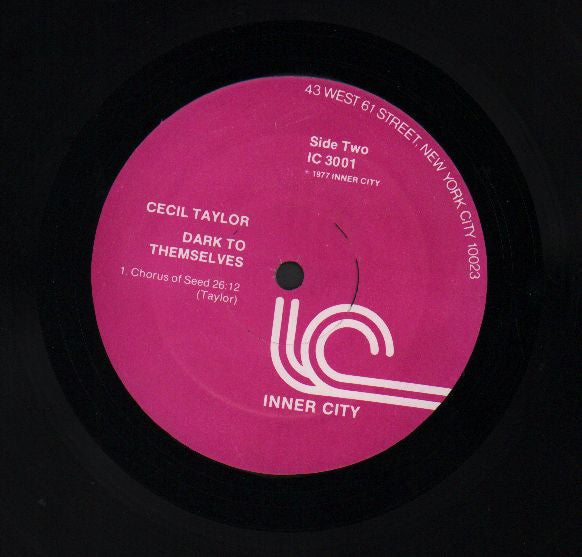 43 WEST 61 STREET, NEW YORK CITY 10023
Side Two
IC 3001
℗ 1977 INNER CITY
CECIL TAYLOR
DARK TO
THEMSELVES
1. Chorus of Seed 26:12
(Taylor)
IC
INNER CITY